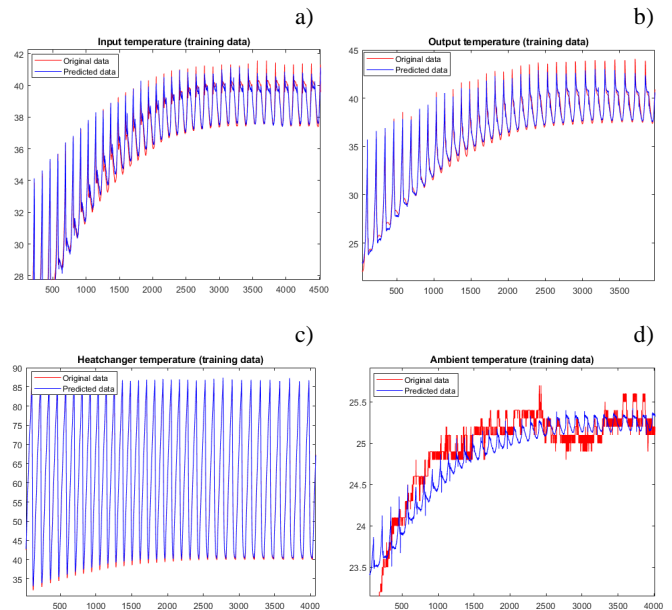 a)
Input temperature (training data)
Original data
Predicted data
40
38
36
34
32
30
28
500 1000 1500 2000 2500 3000 3500 4000 4500
b)
Output temperature (training data)
Original data
Predicted data
45
40
35
30
25
500 1000 1500 2000 2500 3000 3500
c)
Heatchanger temperature (training data)
Original data
Predicted data
90
85
80
75
70
65
60
55
50
45
40
35
500 1000 1500 2000 2500 3000 3500 4000
d)
Ambient temperature (training data)
Original data
Predicted data
25.5
25
24.5
24
23.5
500 1000 1500 2000 2500 3000 3500 4000